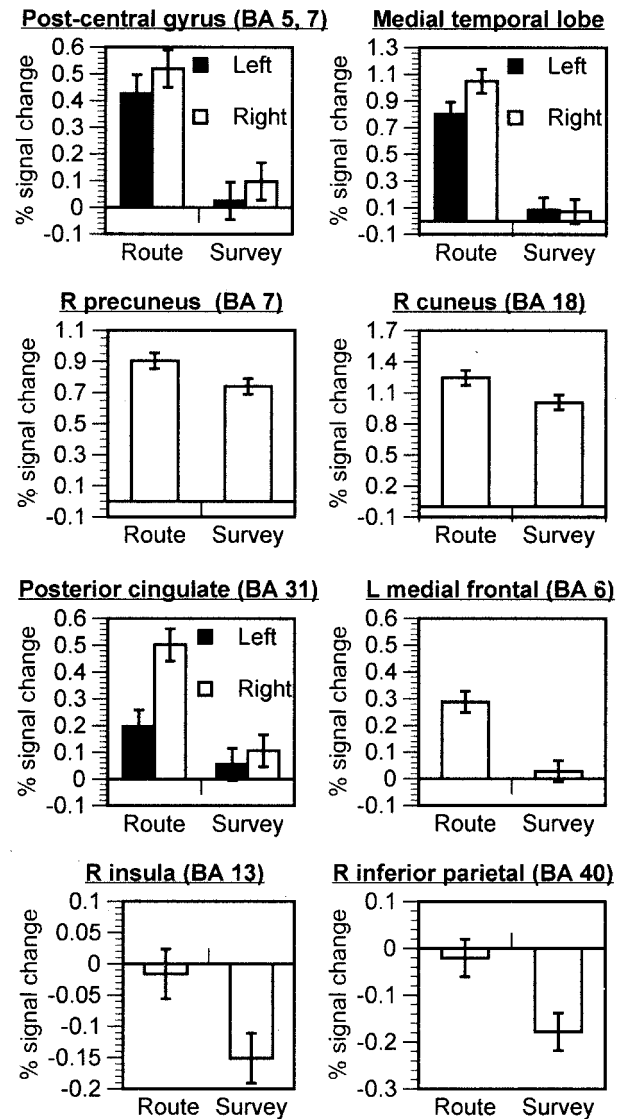 Post-central gyrus (BA 5, 7)
% signal change
0.6
0.5
0.4
0.3
0.2
0.1
0
-0.1
Left
Right
Route Survey
Medial temporal lobe
% signal change
1.3
1.1
0.9
0.7
0.5
0.3
0.1
-0.1
Left
Right
Route Survey
R precuneus (BA 7)
% signal change
1.1
0.9
0.7
0.5
0.3
0.1
-0.1
Route Survey
R cuneus (BA 18)
% signal change
1.7
1.4
1.1
0.8
0.5
0.2
-0.1
Route Survey
Posterior cingulate (BA 31)
% signal change
0.6
0.5
0.4
0.3
0.2
0.1
0
-0.1
Left
Right
Route Survey
L medial frontal (BA 6)
% signal change
0.6
0.5
0.4
0.3
0.2
0.1
0
-0.1
Route Survey
R insula (BA 13)
% signal change
0.1
0.05
0
-0.05
-0.1
-0.15
-0.2
Route Survey
R inferior parietal (BA 40)
% signal change
0.1
0
-0.1
-0.2
-0.3
Route Survey